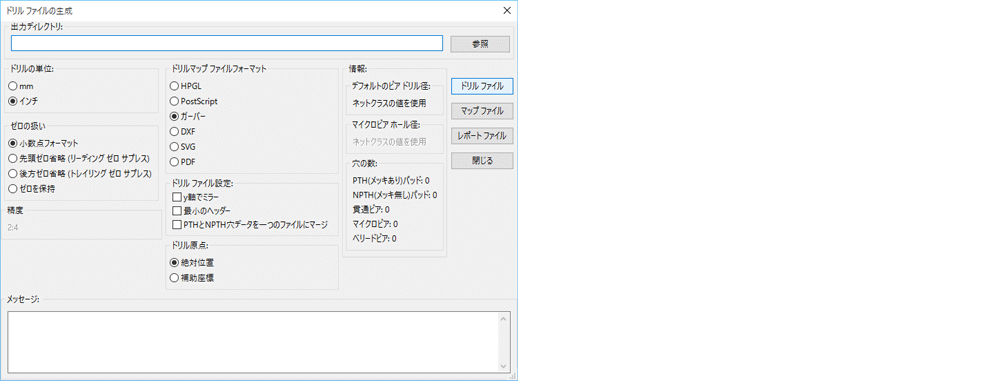 ドリル ファイルの生成
出力ディレクトリ:
参照
ドリルの単位:
mm
インチ
ゼロの扱い
小数点フォーマット
先頭ゼロ省略 (リーディング ゼロ サプレス)
後方ゼロ省略 (トレイリング ゼロ サプレス)
ゼロを保持
精度
2:4
ドリルマップ ファイルフォーマット
HPGL
PostScript
ガーバー
DXF
SVG
PDF
ドリル ファイル設定:
y軸でミラー
最小のヘッダー
PTHとNPTH穴データを一つのファイルにマージ
ドリル原点:
絶対位置
補助座標
情報:
デフォルトのビア ドリル径:
ネットクラスの値を使用
マイクロビア ホール径:
ネットクラスの値を使用
穴の数:
PTH(メッキあり)パッド: 0
NPTH(メッキ無し)パッド: 0
貫通ビア: 0
マイクロビア: 0
ベリードビア: 0
ドリル ファイル
マップ ファイル
レポート ファイル
閉じる
メッセージ: